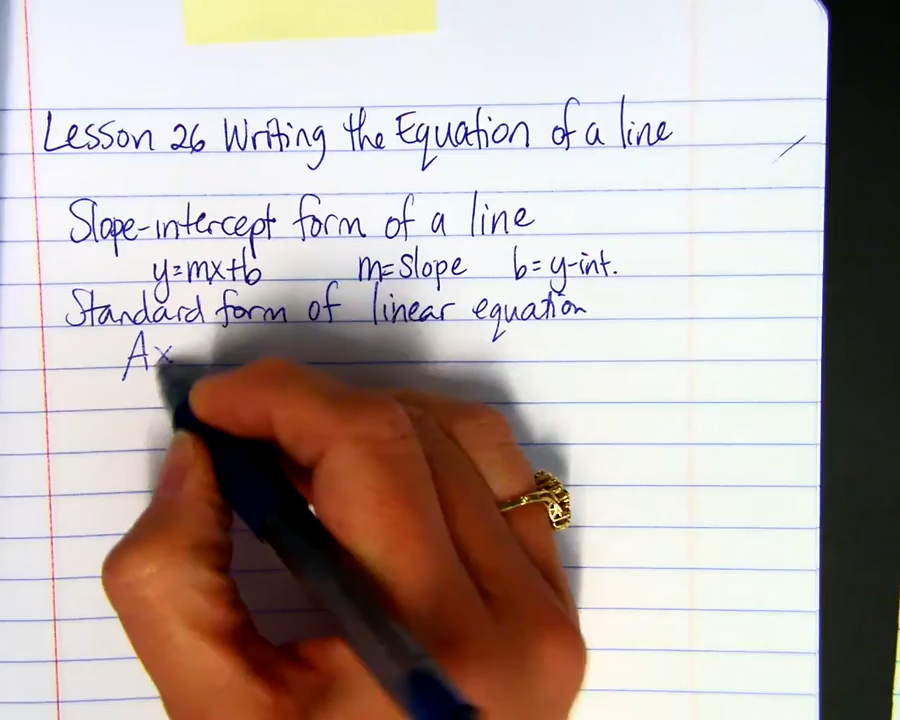 Lesson 26 Writing the Equation of a line
Slope-intercept form of a line
y=mx+b m=slope b=y-int.
Standard form of linear equation
Ax